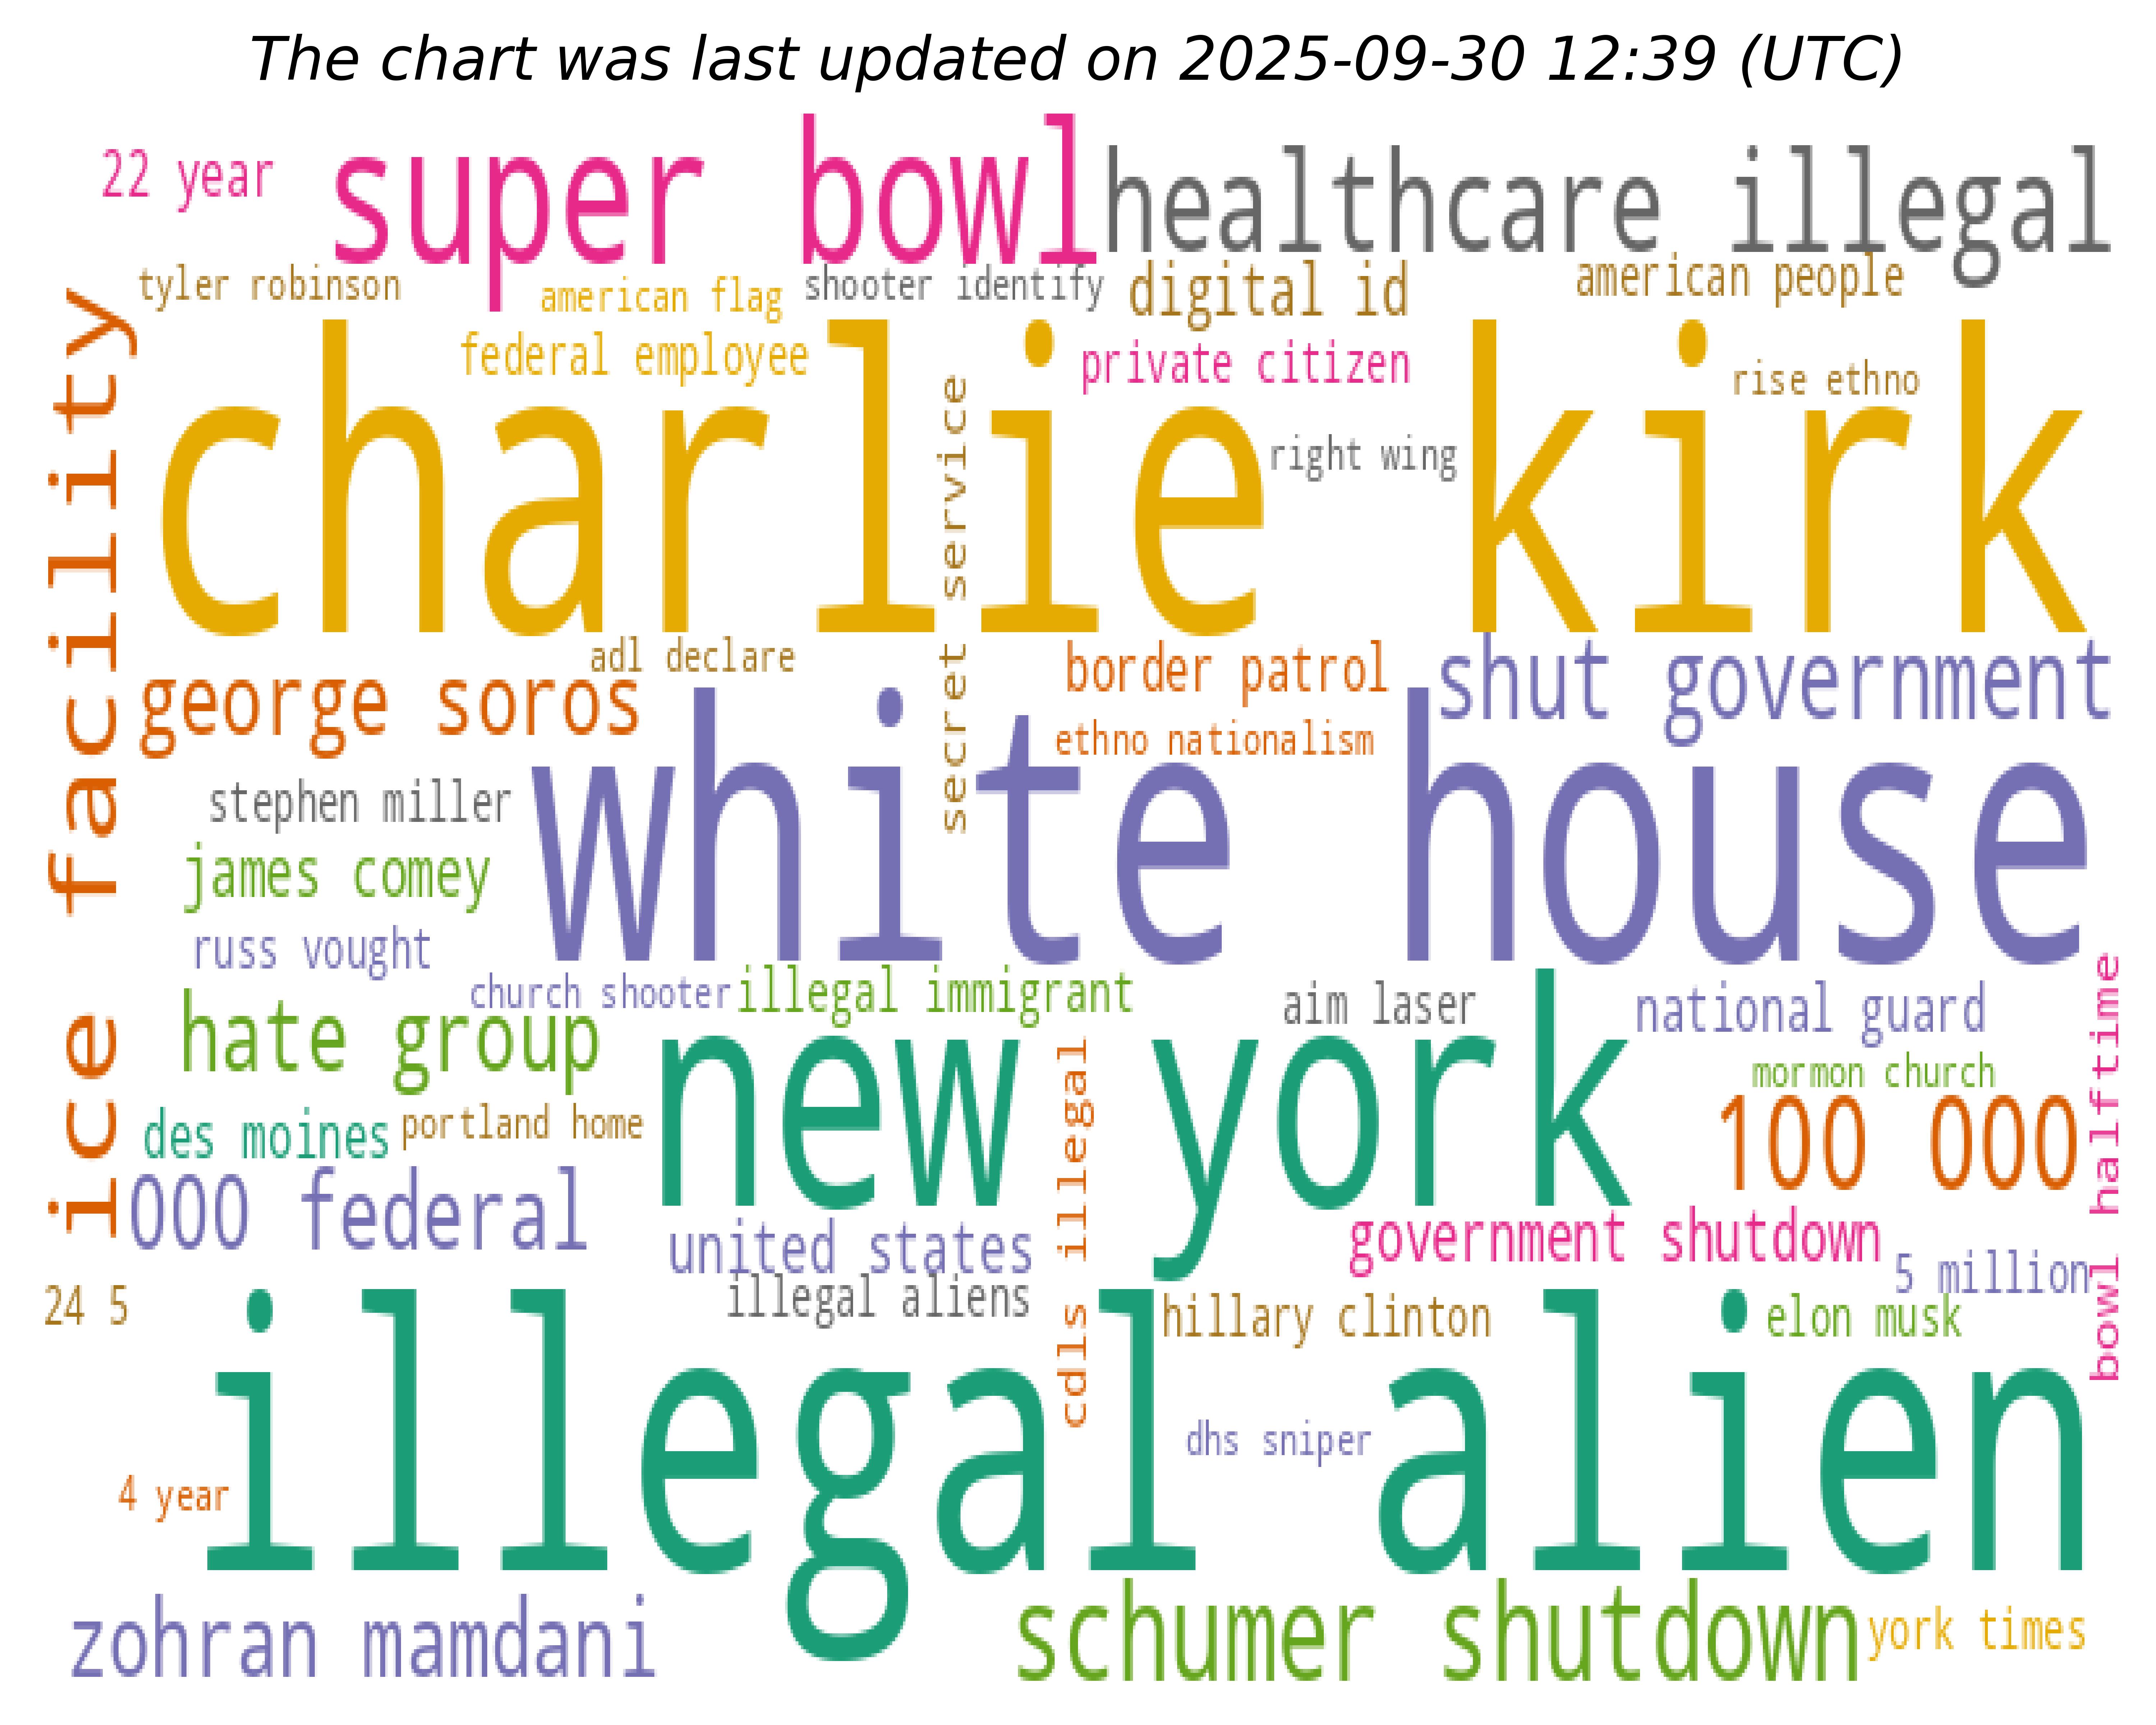 The chart was last updated on 2025-09-30 12:39 (UTC)
22 year
super bowl
healthcare illegal
tyler robinson
american flag
shooter identify
digital id
american people
federal employee
private citizen
rise ethno
charlie kirk
right wing
secret service
ice facility
adl declare
border patrol
shut government
george soros
ethno nationalism
white house
stephen miller
james comey
russ vought
church shooter
illegal immigrant
aim laser
national guard
hate group
new york
mormon church
bowl halftime
des moines
portland home
100 000
cdls illegal
000 federal
united states
government shutdown
5 million
24 5
illegal aliens
hillary clinton
elon musk
illegal alien
dhs sniper
4 year
zohran mamdani
schumer shutdown
york times